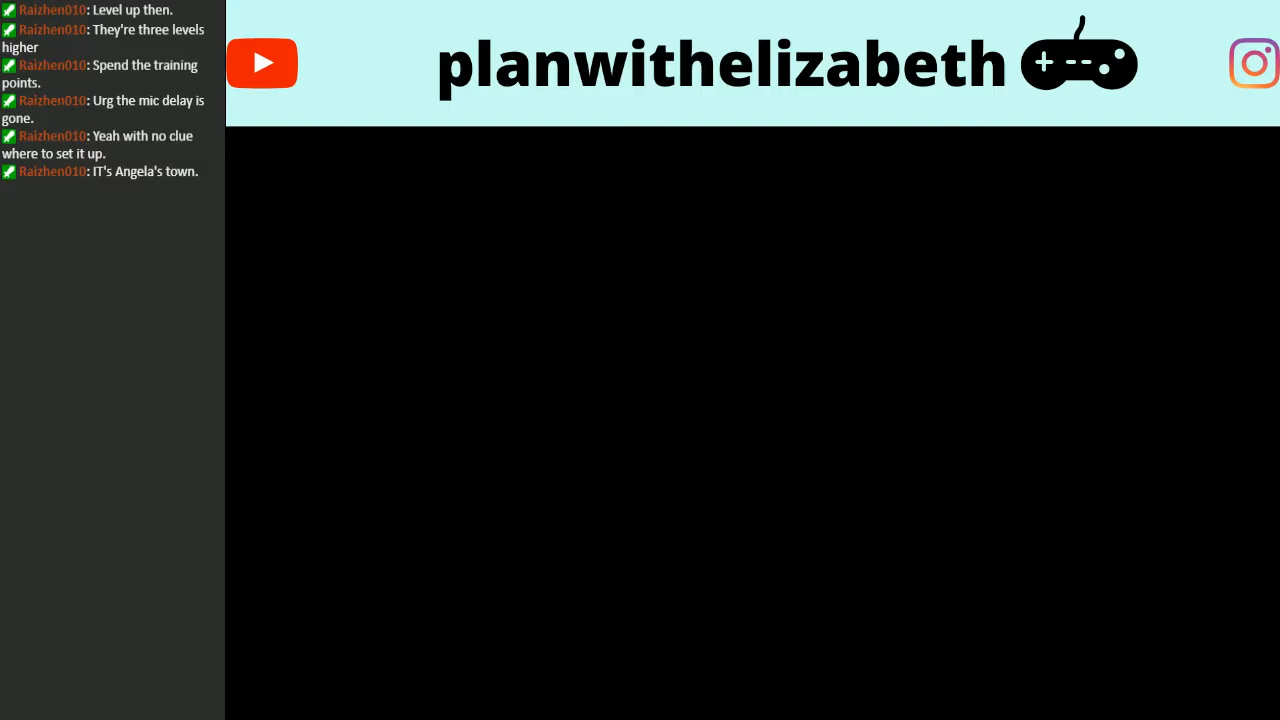 Raizhen010: Level up then.
Raizhen010: They're three levels
higher
Raizhen010: Spend the training
points.
Raizhen010: Urg the mic delay is
gone.
Raizhen010: Yeah with no clue
where to set it up.
Raizhen010: IT's Angela's town.
planwithelizabeth